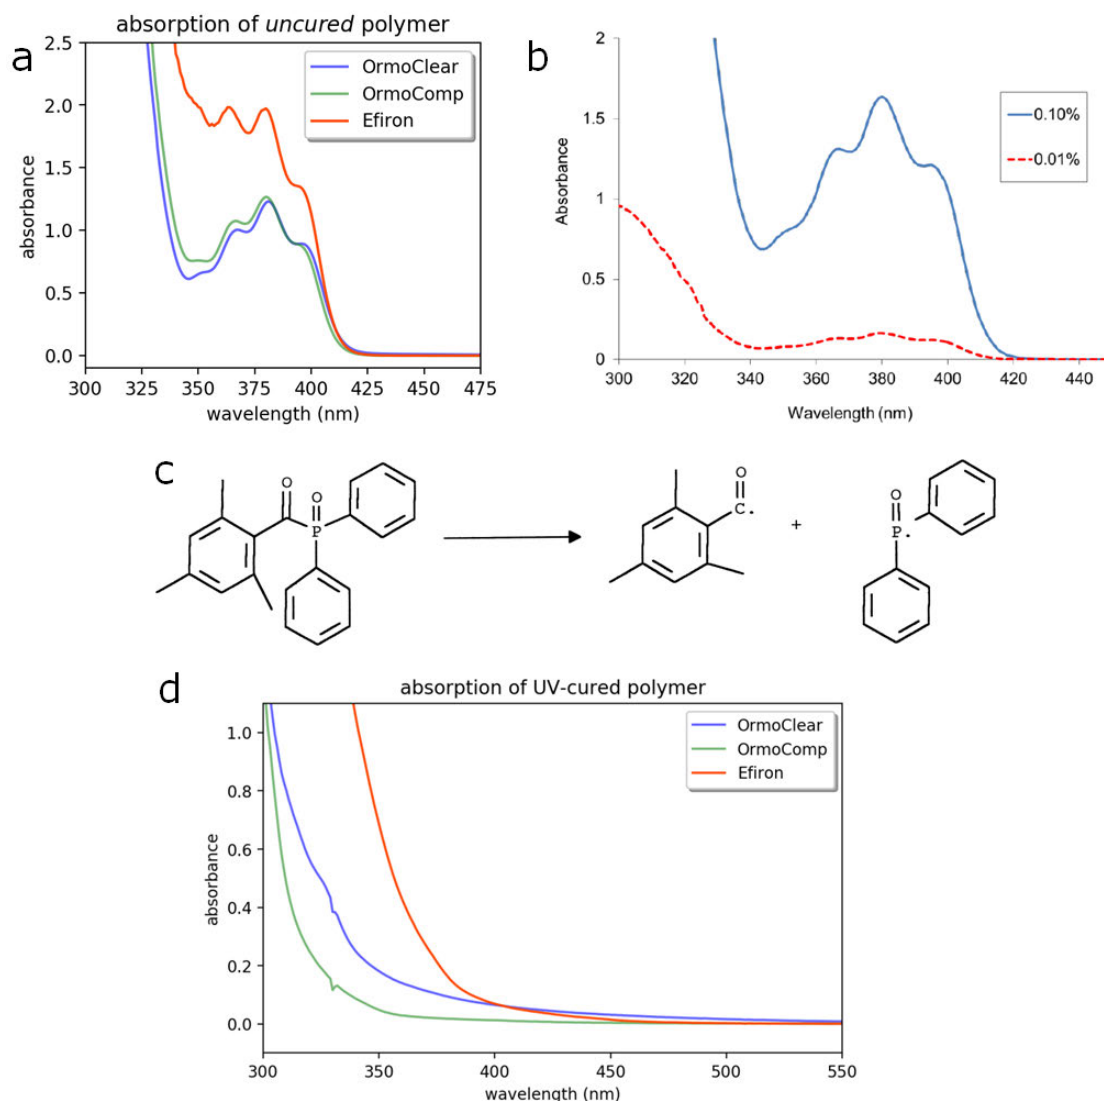 a
absorption of uncured polymer
2.5
2.0
1.5
1.0
0.5
0.0
absorbance
300 325 350 375 400 425 450 475
wavelength (nm)
OrmoClear
OrmoComp
Efiron
b
2
1.5
1
0.5
0
Absorbance
300 320 340 360 380 400 420 440
Wavelength (nm)
0.10%
0.01%
c
O
O
P
O
C.
+
O
P.
d
absorption of UV-cured polymer
1.0
0.8
0.6
0.4
0.2
0.0
absorbance
300 350 400 450 500 550
wavelength (nm)
OrmoClear
OrmoComp
Efiron